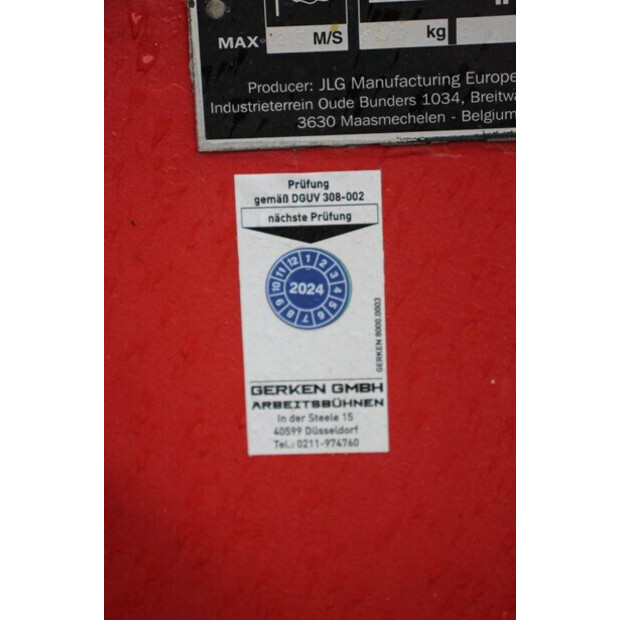 MAX M/S kg
Producer: JLG Manufacturing Europe
Industrieterrein Oude Bunders 1034, Breitwa
3630 Maasmechelen - Belgium
Prüfung
gemäß DGUV 308-002
nächste Prüfung
12 1 2 3 4 5 6 7 8 9 10 11
2024
GERKEN 8000.0003
GERKEN GMBH
ARBEITSBÜHNEN
In der Steele 15
40599 Düsseldorf
Tel.: 0211-974760